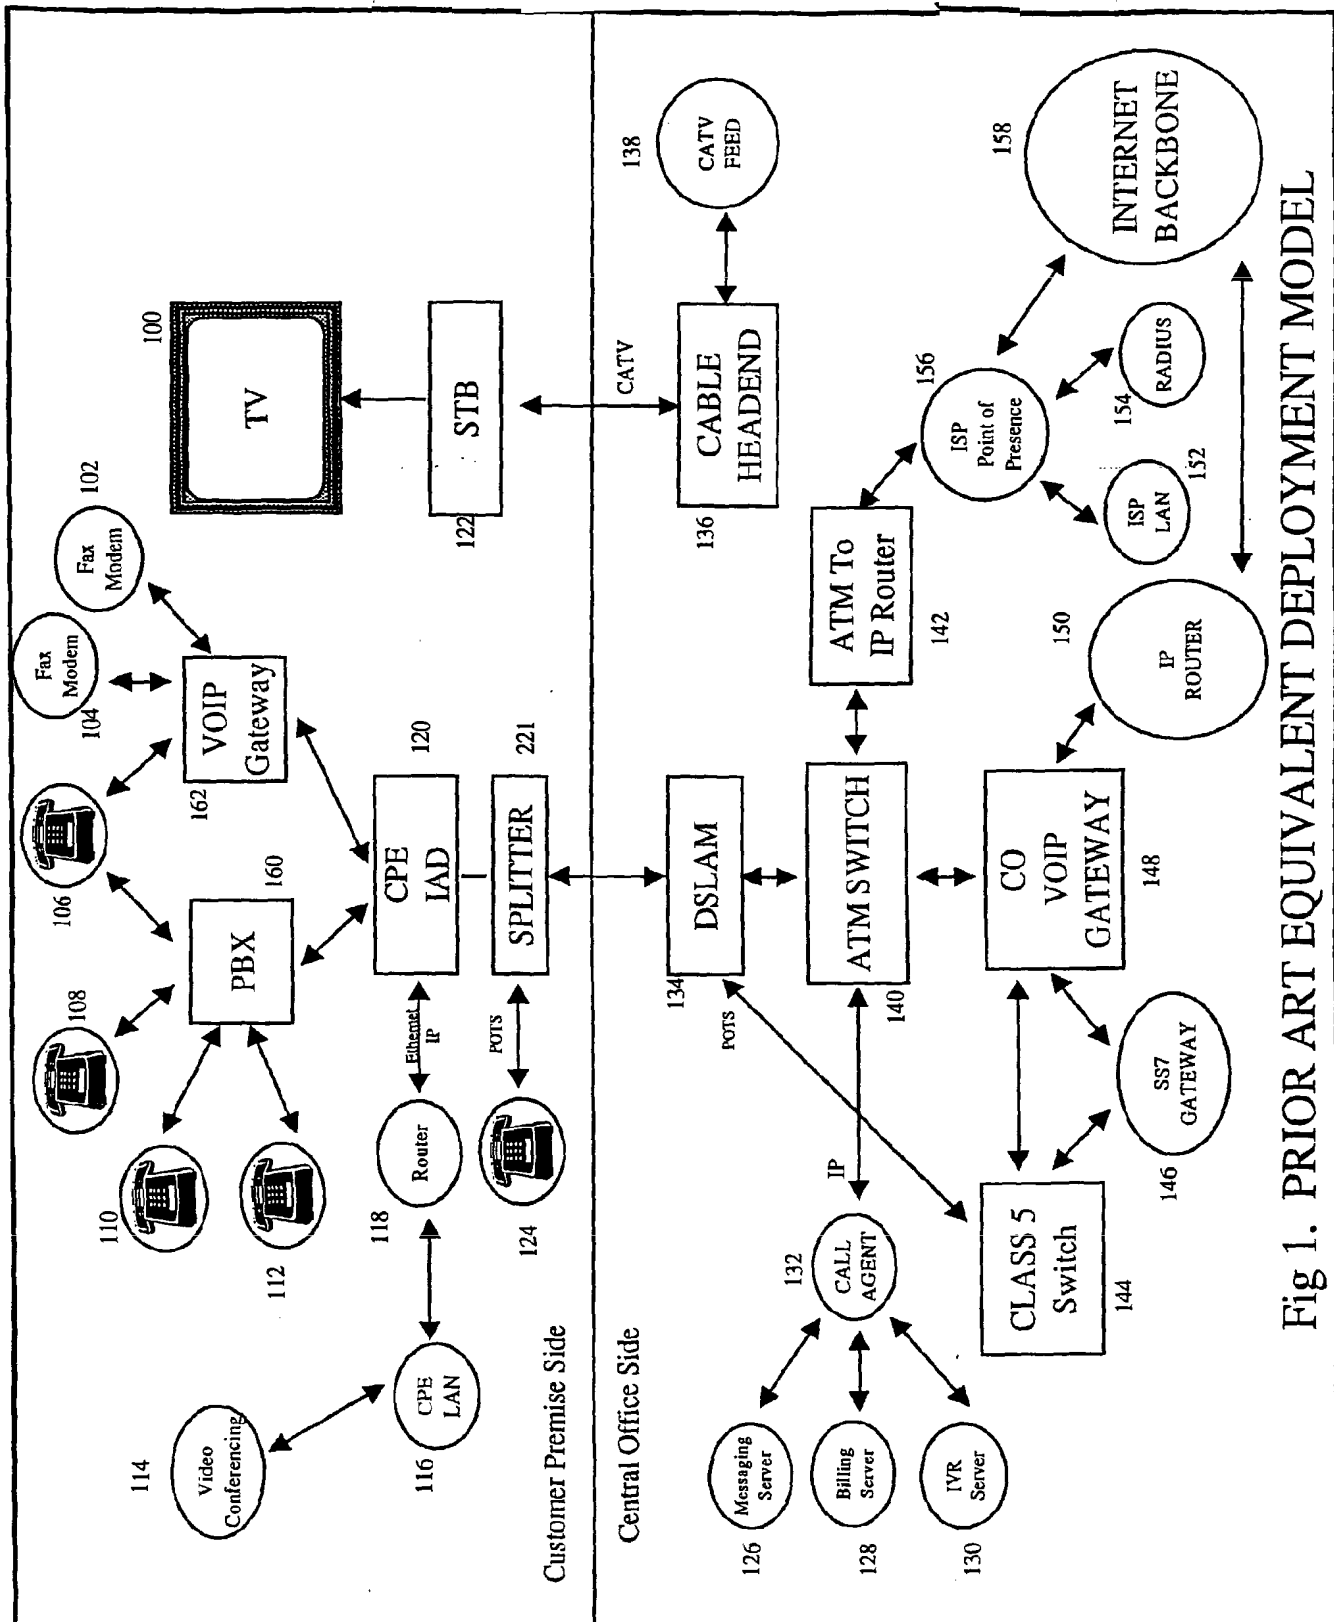 114
Video
Conferencing
110
112
108
106
104
Fax
Modem
102
Fax
Modem
100
TV
PBX
160
162
VOIP
Gateway
116
CPE
LAN
118
Router
Ethernet
IP
CPE
IAD
120
122
STB
124
POTS
SPLITTER
221
CATV
Customer Premise Side
Central Office Side
126
Messaging
Server
128
Billing
Server
130
IVR
Server
132
CALL
AGENT
IP
POTS
134
DSLAM
136
CABLE
HEADEND
138
CATV
FEED
140
ATM SWITCH
ATM To
IP Router
142
156
ISP
Point of
Presence
158
INTERNET
BACKBONE
CLASS 5
Switch
144
146
SS7
GATEWAY
CO
VOIP
GATEWAY
148
150
IP
ROUTER
ISP
LAN
152
154
RADIUS
Fig 1. PRIOR ART EQUIVALENT DEPLOYMENT MODEL